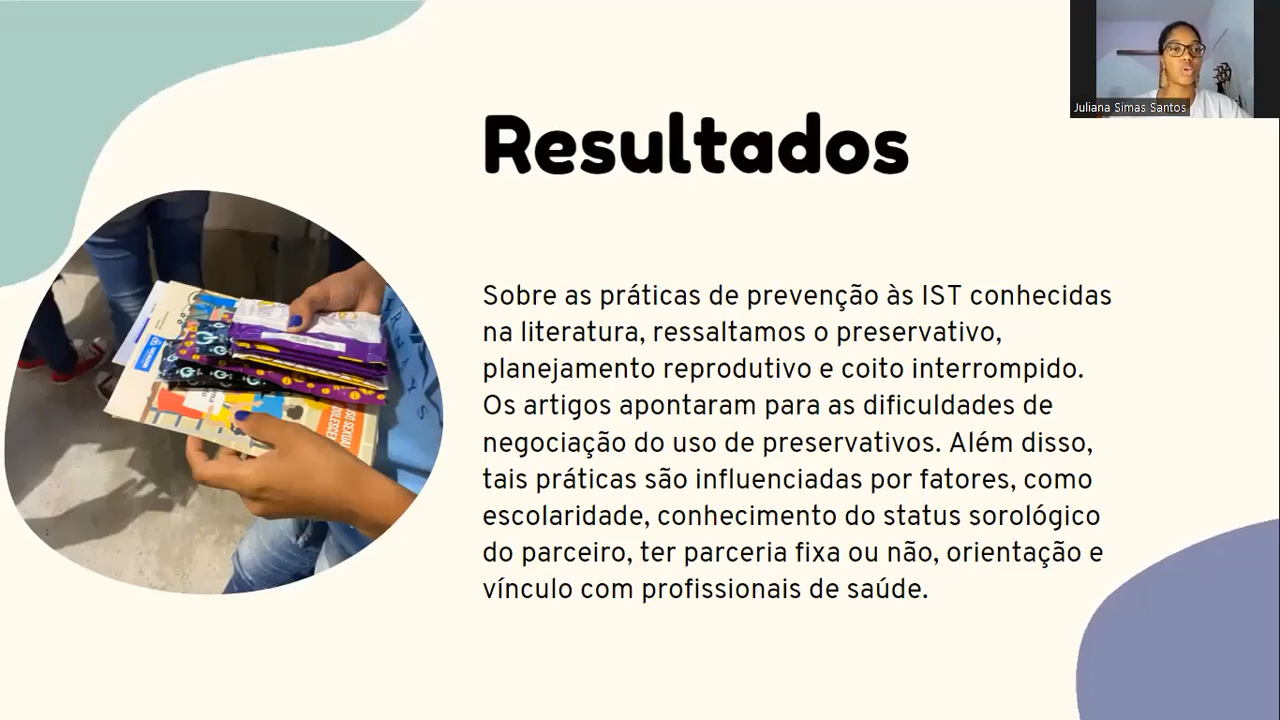 Juliana Simas Santos
Resultados
Sobre as práticas de prevenção às IST conhecidas
na literatura, ressaltamos o preservativo,
planejamento reprodutivo e coito interrompido.
Os artigos apontaram para as dificuldades de
negociação do uso de preservativos. Além disso,
tais práticas são influenciadas por fatores, como
escolaridade, conhecimento do status sorológico
do parceiro, ter parceria fixa ou não, orientação e
vínculo com profissionais de saúde.